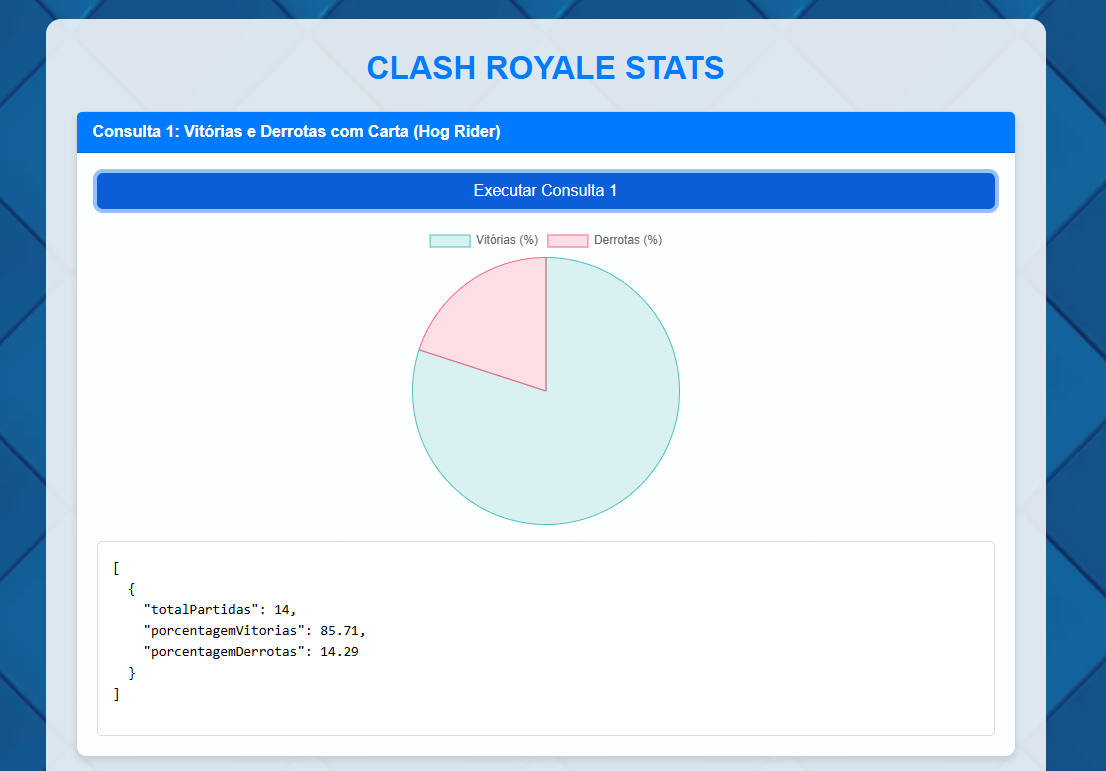 CLASH ROYALE STATS
Consulta 1: Vitórias e Derrotas com Carta (Hog Rider)
Executar Consulta 1
Vitórias (%) Derrotas (%)
[
  {
    "totalPartidas": 14,
    "porcentagemVitorias": 85.71,
    "porcentagemDerrotas": 14.29
  }
]